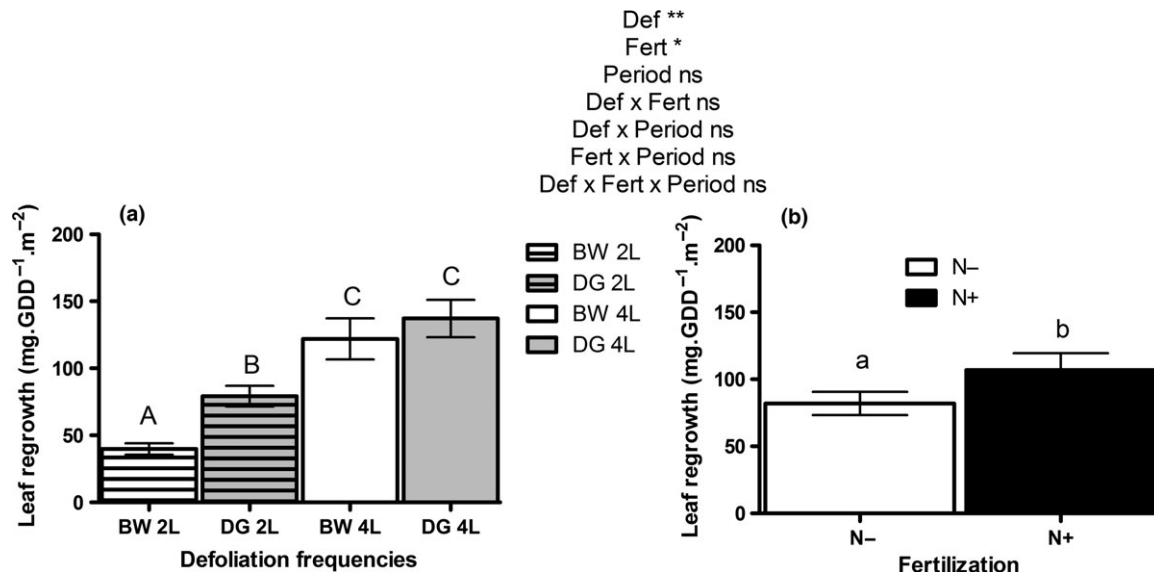 Def **
Fert *
Period ns
Def x Fert ns
Def x Period ns
Fert x Period ns
Def x Fert x Period ns
(a)
Leaf regrowth (mg.GDD⁻¹.m⁻²)
200
150
100
50
0
A
B
C
C
BW 2L
DG 2L
BW 4L
DG 4L
Defoliation frequencies
BW 2L
DG 2L
BW 4L
DG 4L
(b)
Leaf regrowth (mg.GDD⁻¹.m⁻²)
200
150
100
50
0
N–
N+
a
b
N–
N+
Fertilization